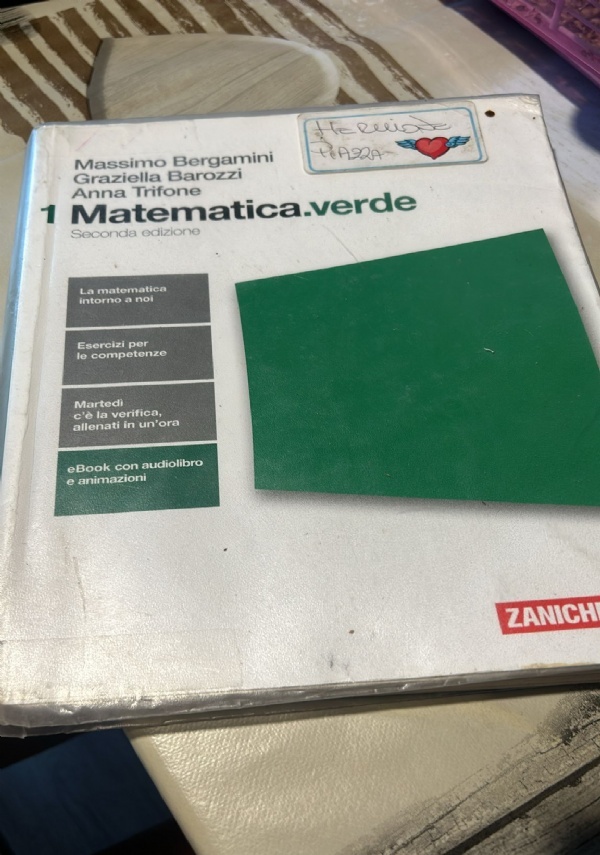 Massimo Bergamini
Graziella Barozzi
Anna Trifone
1 Matematica.verde
Seconda edizione
La matematica
intorno a noi
Esercizi per
le competenze
Martedì
c'è la verifica,
allenati in un'ora
eBook con audiolibro
e animazioni
ZANICHE